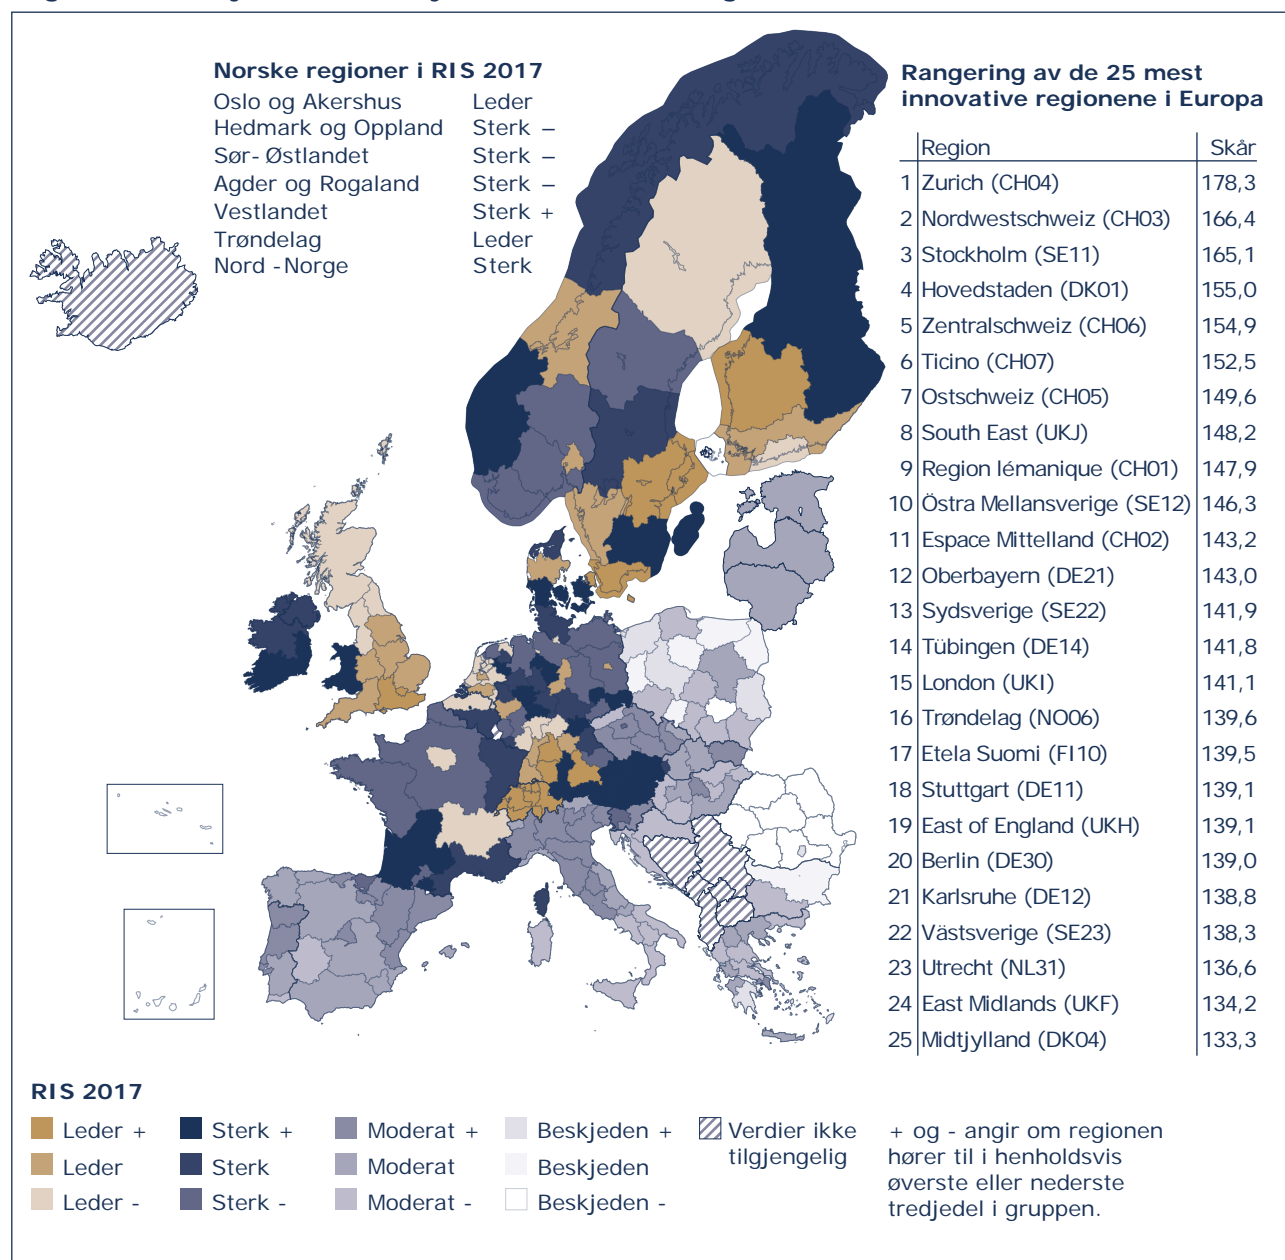 Norske regioner i RIS 2017
Oslo og Akershus Leder
Hedmark og Oppland Sterk –
Sør-Østlandet Sterk –
Agder og Rogaland Sterk –
Vestlandet Sterk +
Trøndelag Leder
Nord -Norge Sterk
Rangering av de 25 mest
innovative regionene i Europa
Region Skår
1 Zurich (CH04) 178,3
2 Nordwestschweiz (CH03) 166,4
3 Stockholm (SE11) 165,1
4 Hovedstaden (DK01) 155,0
5 Zentralschweiz (CH06) 154,9
6 Ticino (CH07) 152,5
7 Ostschweiz (CH05) 149,6
8 South East (UKJ) 148,2
9 Region lémanique (CH01) 147,9
10 Östra Mellansverige (SE12) 146,3
11 Espace Mittelland (CH02) 143,2
12 Oberbayern (DE21) 143,0
13 Sydsverige (SE22) 141,9
14 Tübingen (DE14) 141,8
15 London (UKI) 141,1
16 Trøndelag (NO06) 139,6
17 Etela Suomi (FI10) 139,5
18 Stuttgart (DE11) 139,1
19 East of England (UKH) 139,1
20 Berlin (DE30) 139,0
21 Karlsruhe (DE12) 138,8
22 Västsverige (SE23) 138,3
23 Utrecht (NL31) 136,6
24 East Midlands (UKF) 134,2
25 Midtjylland (DK04) 133,3
RIS 2017
Leder + Sterk + Moderat + Beskjeden +
Leder Sterk Moderat Beskjeden
Leder - Sterk - Moderat - Beskjeden -
Verdier ikke
tilgjengelig
+ og - angir om regionen
hører til i henholdsvis
øverste eller nederste
tredjedel i gruppen.